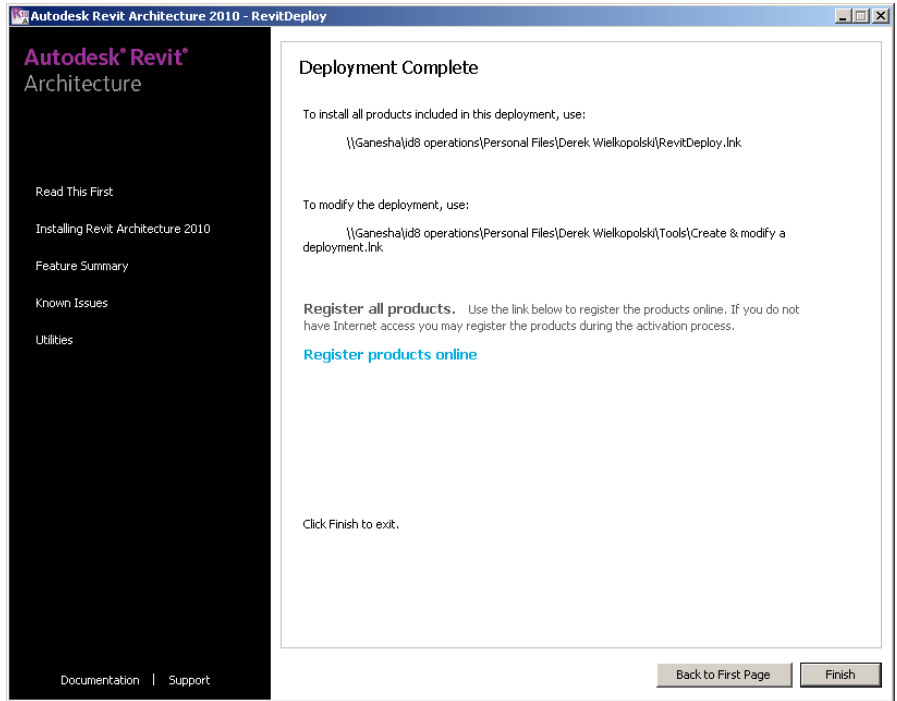 Autodesk Revit Architecture 2010 - RevitDeploy
Autodesk® Revit®
Architecture
Read This First
Installing Revit Architecture 2010
Feature Summary
Known Issues
Utilities
Documentation | Support
Deployment Complete
To install all products included in this deployment, use:
\\Ganesha\id8 operations\Personal Files\Derek Wielkopolski\RevitDeploy.lnk
To modify the deployment, use:
\\Ganesha\id8 operations\Personal Files\Derek Wielkopolski\Tools\Create & modify a
deployment.lnk
Register all products. Use the link below to register the products online. If you do not
have Internet access you may register the products during the activation process.
Register products online
Click Finish to exit.
Back to First Page
Finish